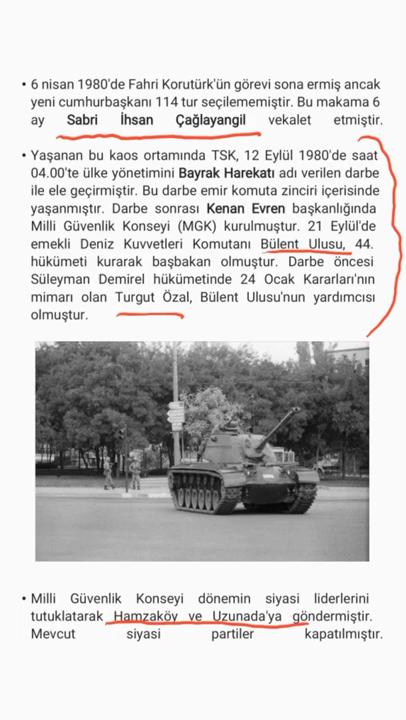 • 6 nisan 1980'de Fahri Korutürk'ün görevi sona ermiş ancak
yeni cumhurbaşkanı 114 tur seçilememiştir. Bu makama 6
ay Sabri İhsan Çağlayangil vekalet etmiştir.
• Yaşanan bu kaos ortamında TSK, 12 Eylül 1980'de saat
04.00'te ülke yönetimini Bayrak Harekatı adı verilen darbe
ile ele geçirmiştir. Bu darbe emir komuta zinciri içerisinde
yaşanmıştır. Darbe sonrası Kenan Evren başkanlığında
Milli Güvenlik Konseyi (MGK) kurulmuştur. 21 Eylül'de
emekli Deniz Kuvvetleri Komutanı Bülent Ulusu, 44.
hükümeti kurarak başbakan olmuştur. Darbe öncesi
Süleyman Demirel hükümetinde 24 Ocak Kararları'nın
mimarı olan Turgut Özal, Bülent Ulusu'nun yardımcısı
olmuştur.
• Milli Güvenlik Konseyi dönemin siyasi liderlerini
tutuklatarak Hamzaköy ve Uzunada'ya göndermiştir.
Mevcut siyasi partiler kapatılmıştır.